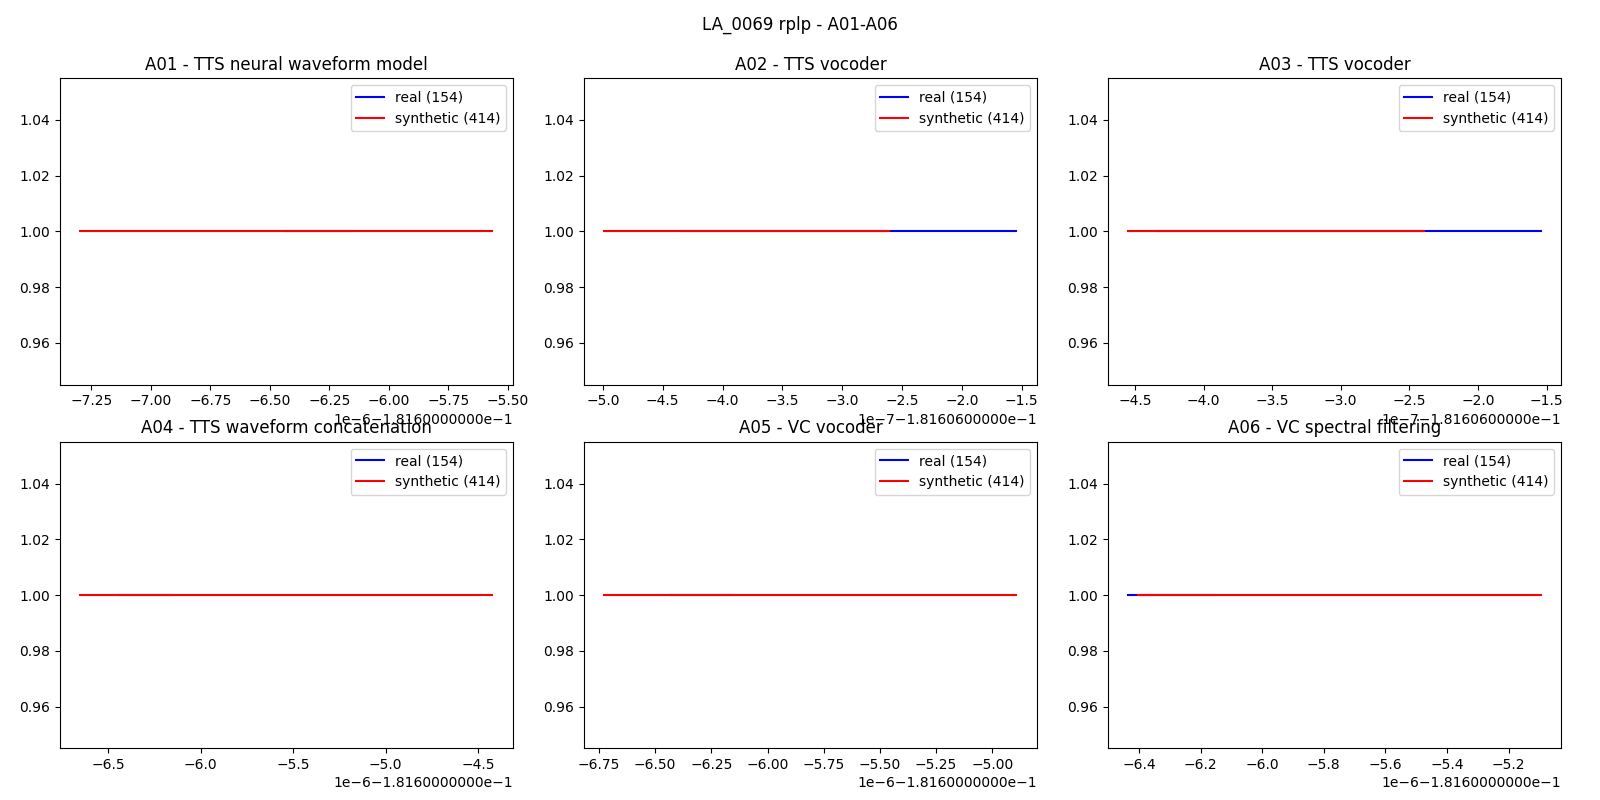 LA_0069 rplp - A01-A06
A01 - TTS neural waveform model
real (154)
synthetic (414)
1.04
1.02
1.00
0.98
0.96
−7.25 −7.00 −6.75 −6.50 −6.25 −6.00 −5.75 −5.50
1e−6−1.8160000000e−1
A02 - TTS vocoder
real (154)
synthetic (414)
1.04
1.02
1.00
0.98
0.96
−5.0 −4.5 −4.0 −3.5 −3.0 −2.5 −2.0 −1.5
1e−7−1.8160600000e−1
A03 - TTS vocoder
real (154)
synthetic (414)
1.04
1.02
1.00
0.98
0.96
−4.5 −4.0 −3.5 −3.0 −2.5 −2.0 −1.5
1e−7−1.8160600000e−1
A04 - TTS waveform concatenation
real (154)
synthetic (414)
1.04
1.02
1.00
0.98
0.96
−6.5 −6.0 −5.5 −5.0 −4.5
1e−6−1.8160000000e−1
A05 - VC vocoder
real (154)
synthetic (414)
1.04
1.02
1.00
0.98
0.96
−6.75 −6.50 −6.25 −6.00 −5.75 −5.50 −5.25 −5.00
1e−6−1.8160000000e−1
A06 - VC spectral filtering
real (154)
synthetic (414)
1.04
1.02
1.00
0.98
0.96
−6.4 −6.2 −6.0 −5.8 −5.6 −5.4 −5.2
1e−6−1.8160000000e−1